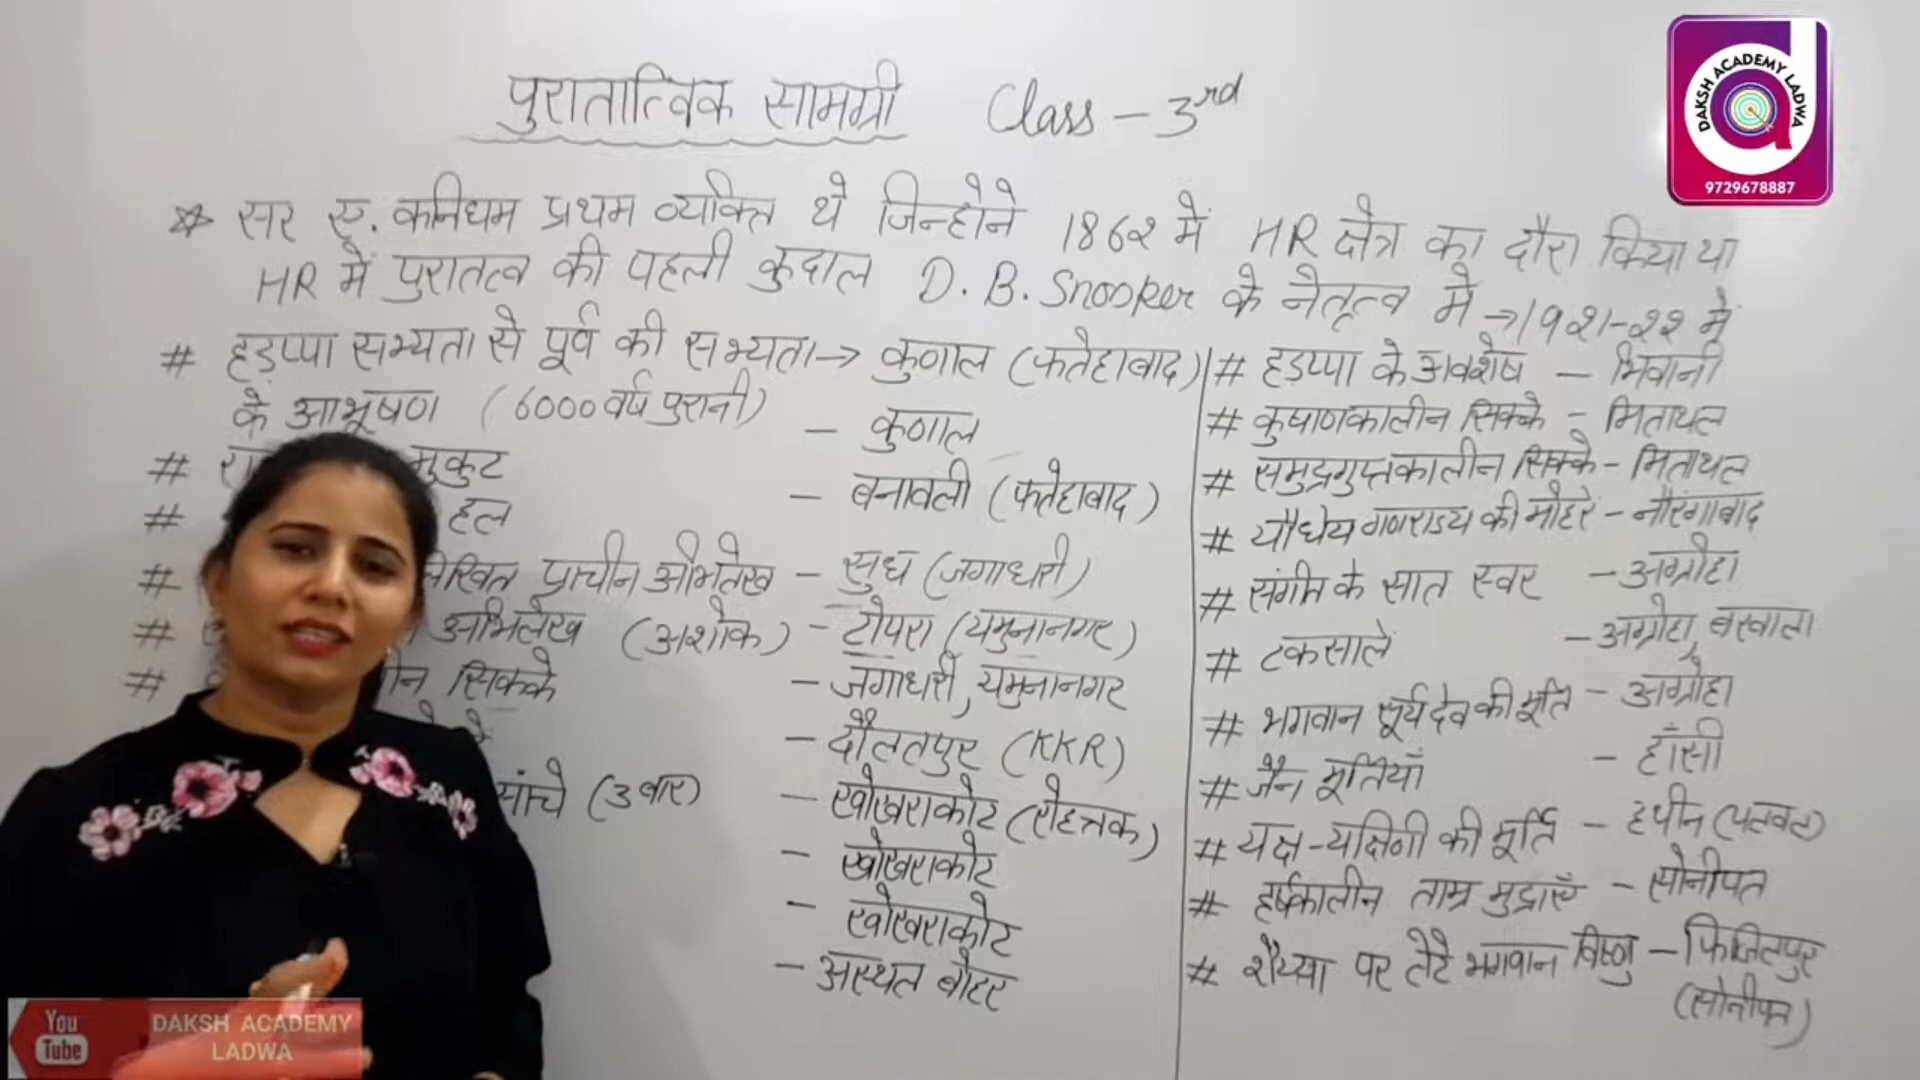 पुरातात्विक सामग्री Class - 3rd
सर ए. कनिंघम प्रथम व्यक्ति थे जिन्होने 1862 में HR क्षेत्र का दौरा किया था
HR में पुरातत्व की पहली कुदाल D. B. Snooker के नेतृत्व में → 1921-22 में
# हड़प्पा सभ्यता से पूर्व की सभ्यता → कुणाल (फतेहाबाद)
के आभूषण (6000 वर्ष पुरानी) - कुणाल
# मुकुट
- बनावली (फतेहाबाद)
# हल
# लिखित प्राचीन अभिलेख - सुध (जगाधरी)
# अभिलेख (अशोक) - टोपरा (यमुनानगर)
# सिक्के - जगाधरी, यमुनानगर
- दौलतपुर (KKR)
सांचे (3 बार) - खोखराकोट (रोहतक)
- खोखराकोट
- खोखराकोट
- अस्थल बोहर
# हडप्पा के अवशेष - भिवानी
# कुषाणकालीन सिक्के - मिताथल
# समुद्रगुप्तकालीन सिक्के - मिताथल
# यौधेय गणराज्य की मोहरें - नौरंगाबाद
# संगीत के सात स्वर - अग्रोहा
# टकसालें - अग्रोहा, बरवाला
# भगवान सूर्यदेव की मूर्ति - अग्रोहा
# जैन मूर्तियाँ - हाँसी
# यक्ष-यक्षिणी की मूर्ति - हथीन (पलवल)
# हर्षकालीन ताम्र मुद्राएँ - सोनीपत
# शैय्या पर लेटे भगवान विष्णु - फाजिलपुर
(सोनीपत)
DAKSH ACADEMY LADWA
9729678887
You Tube
DAKSH ACADEMY
LADWA